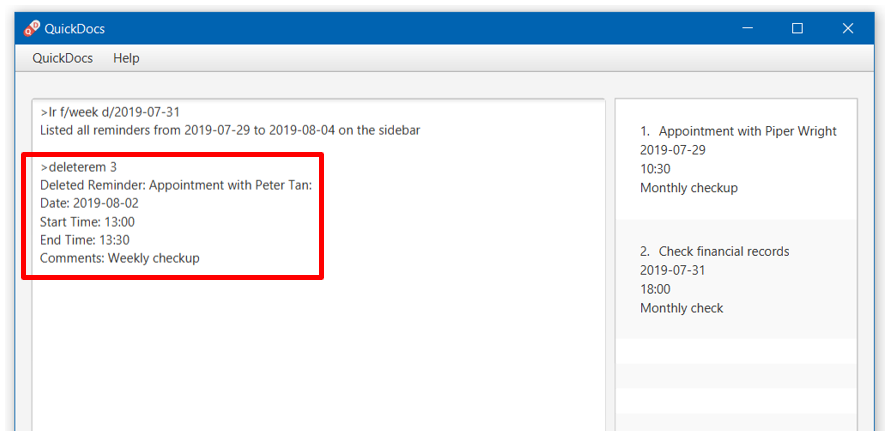 QuickDocs
QuickDocs Help
>lr f/week d/2019-07-31
Listed all reminders from 2019-07-29 to 2019-08-04 on the sidebar
>deleterem 3
Deleted Reminder: Appointment with Peter Tan:
Date: 2019-08-02
Start Time: 13:00
End Time: 13:30
Comments: Weekly checkup
1. Appointment with Piper Wright
2019-07-29
10:30
Monthly checkup
2. Check financial records
2019-07-31
18:00
Monthly check